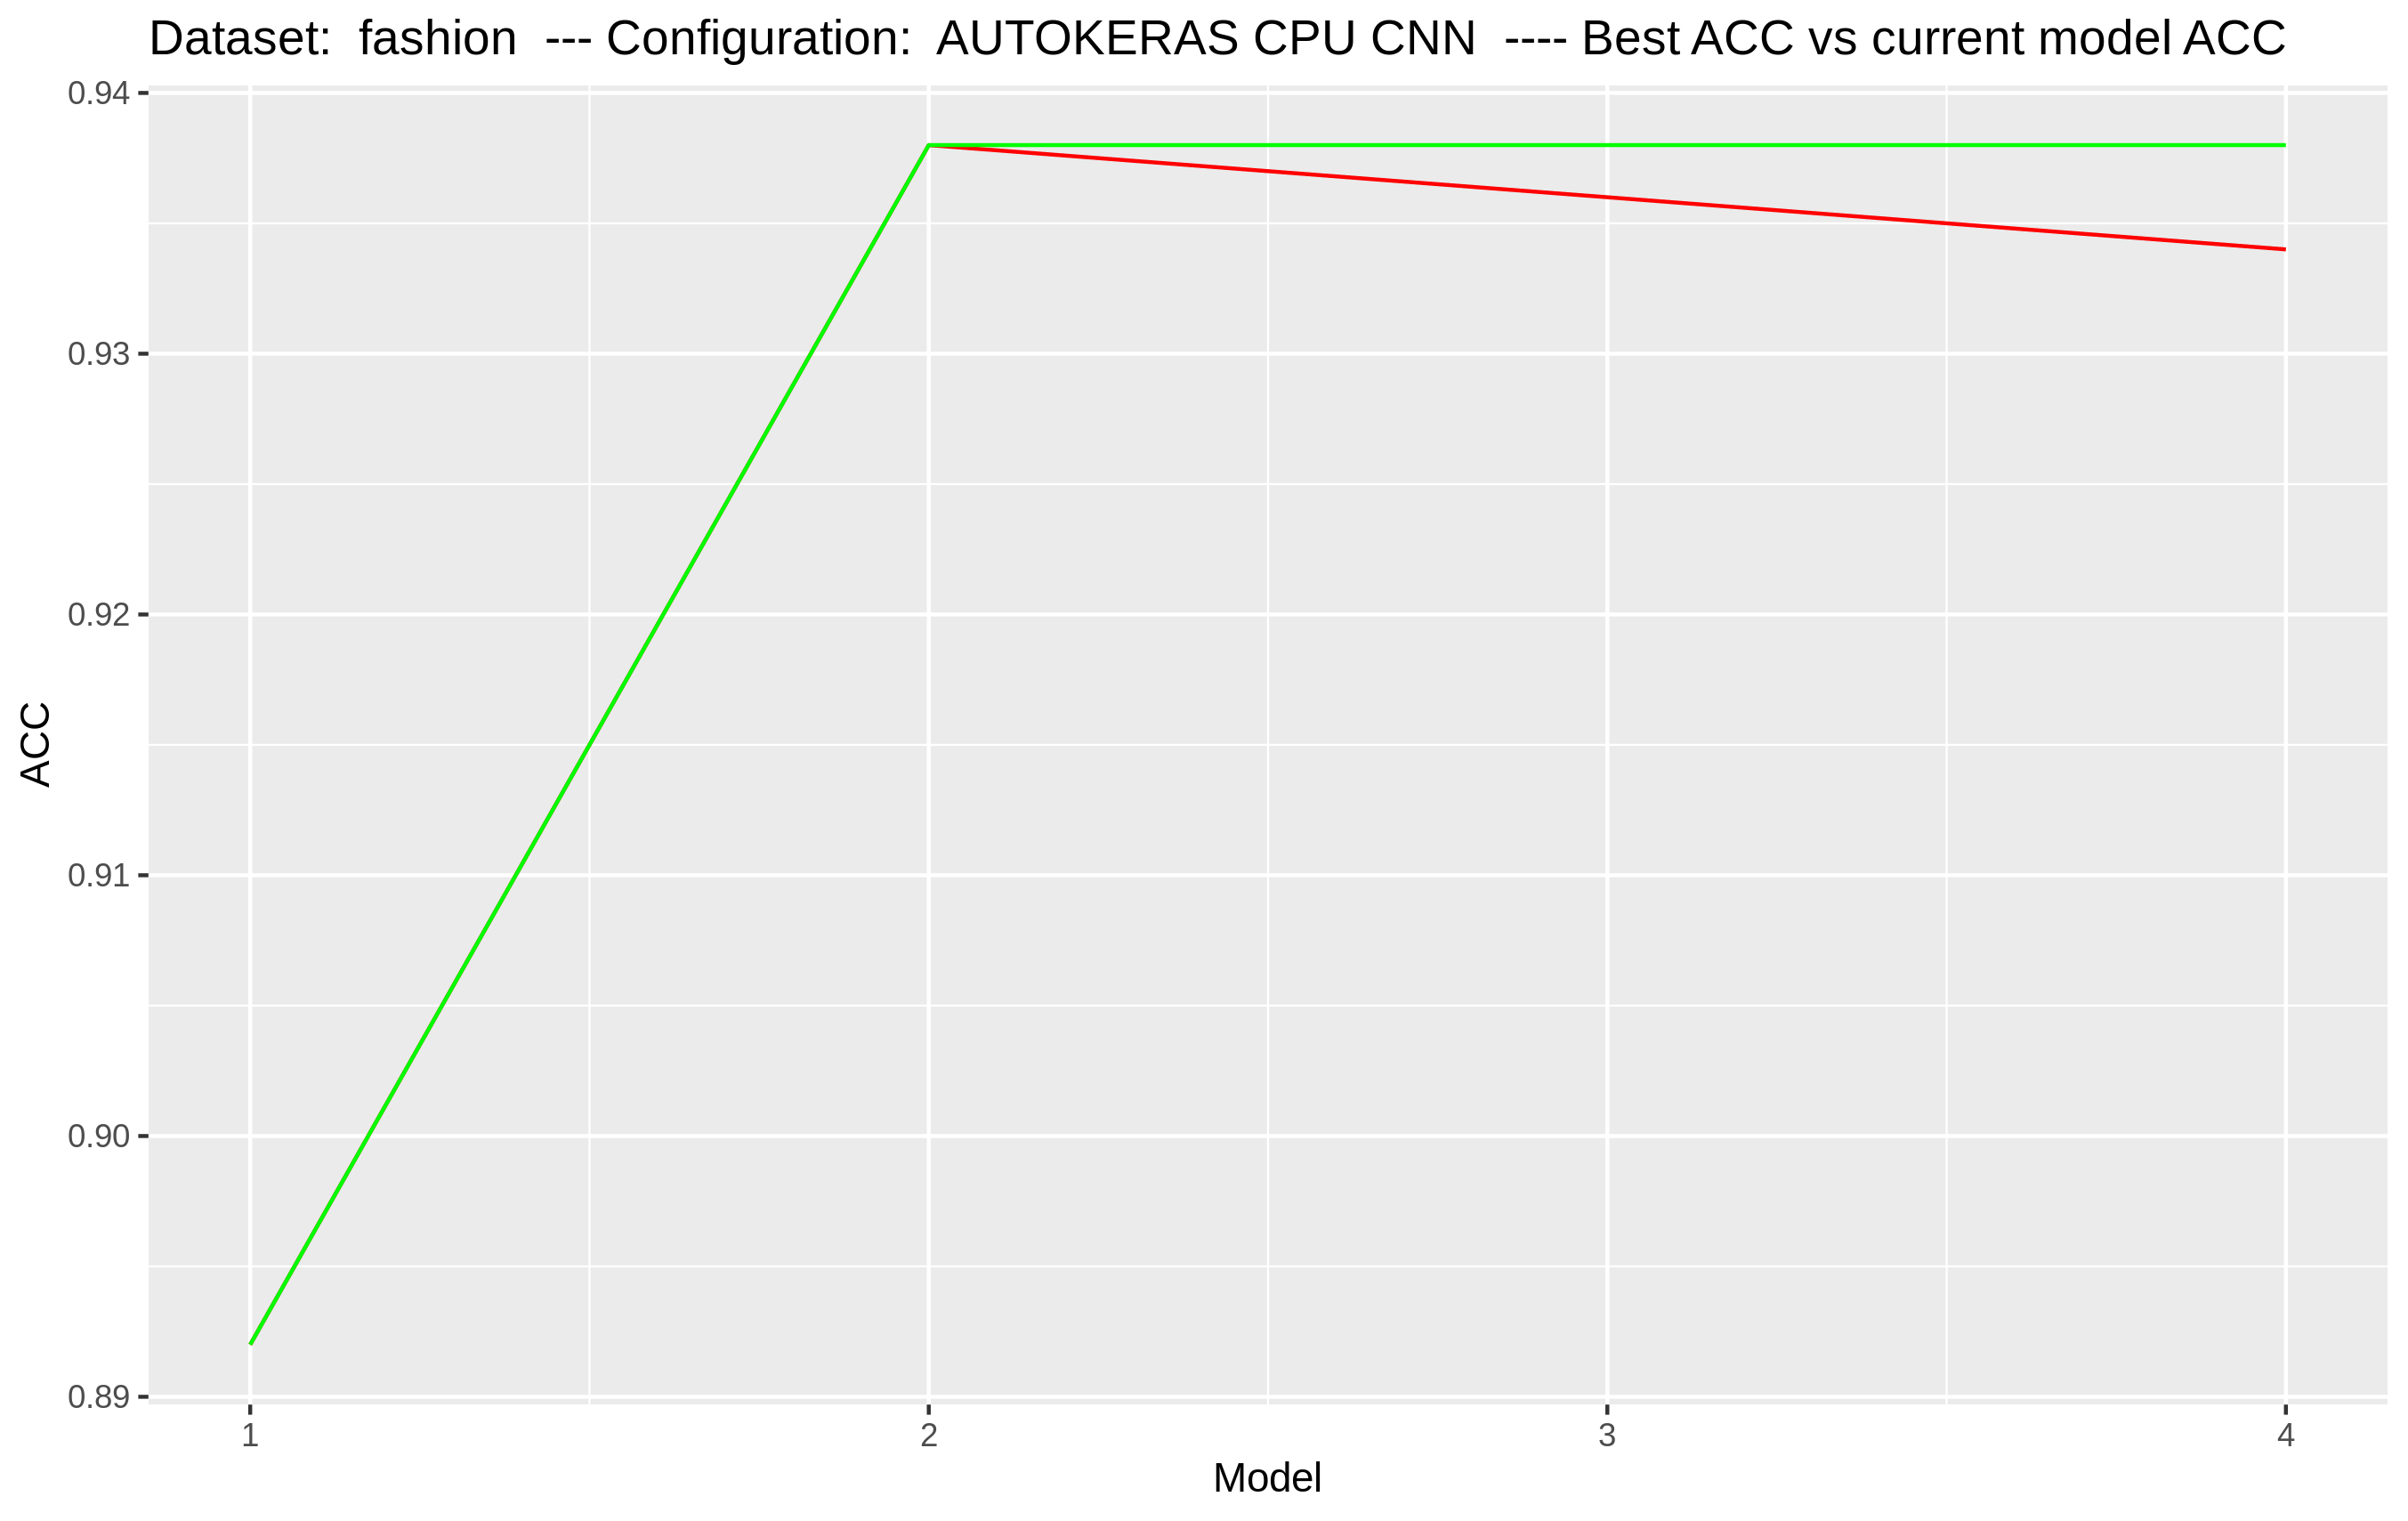 Dataset:  fashion  --- Configuration:  AUTOKERAS CPU CNN  ---- Best ACC vs current model ACC
0.94
0.93
0.92
0.91
0.90
0.89
ACC
1 2 3 4
Model